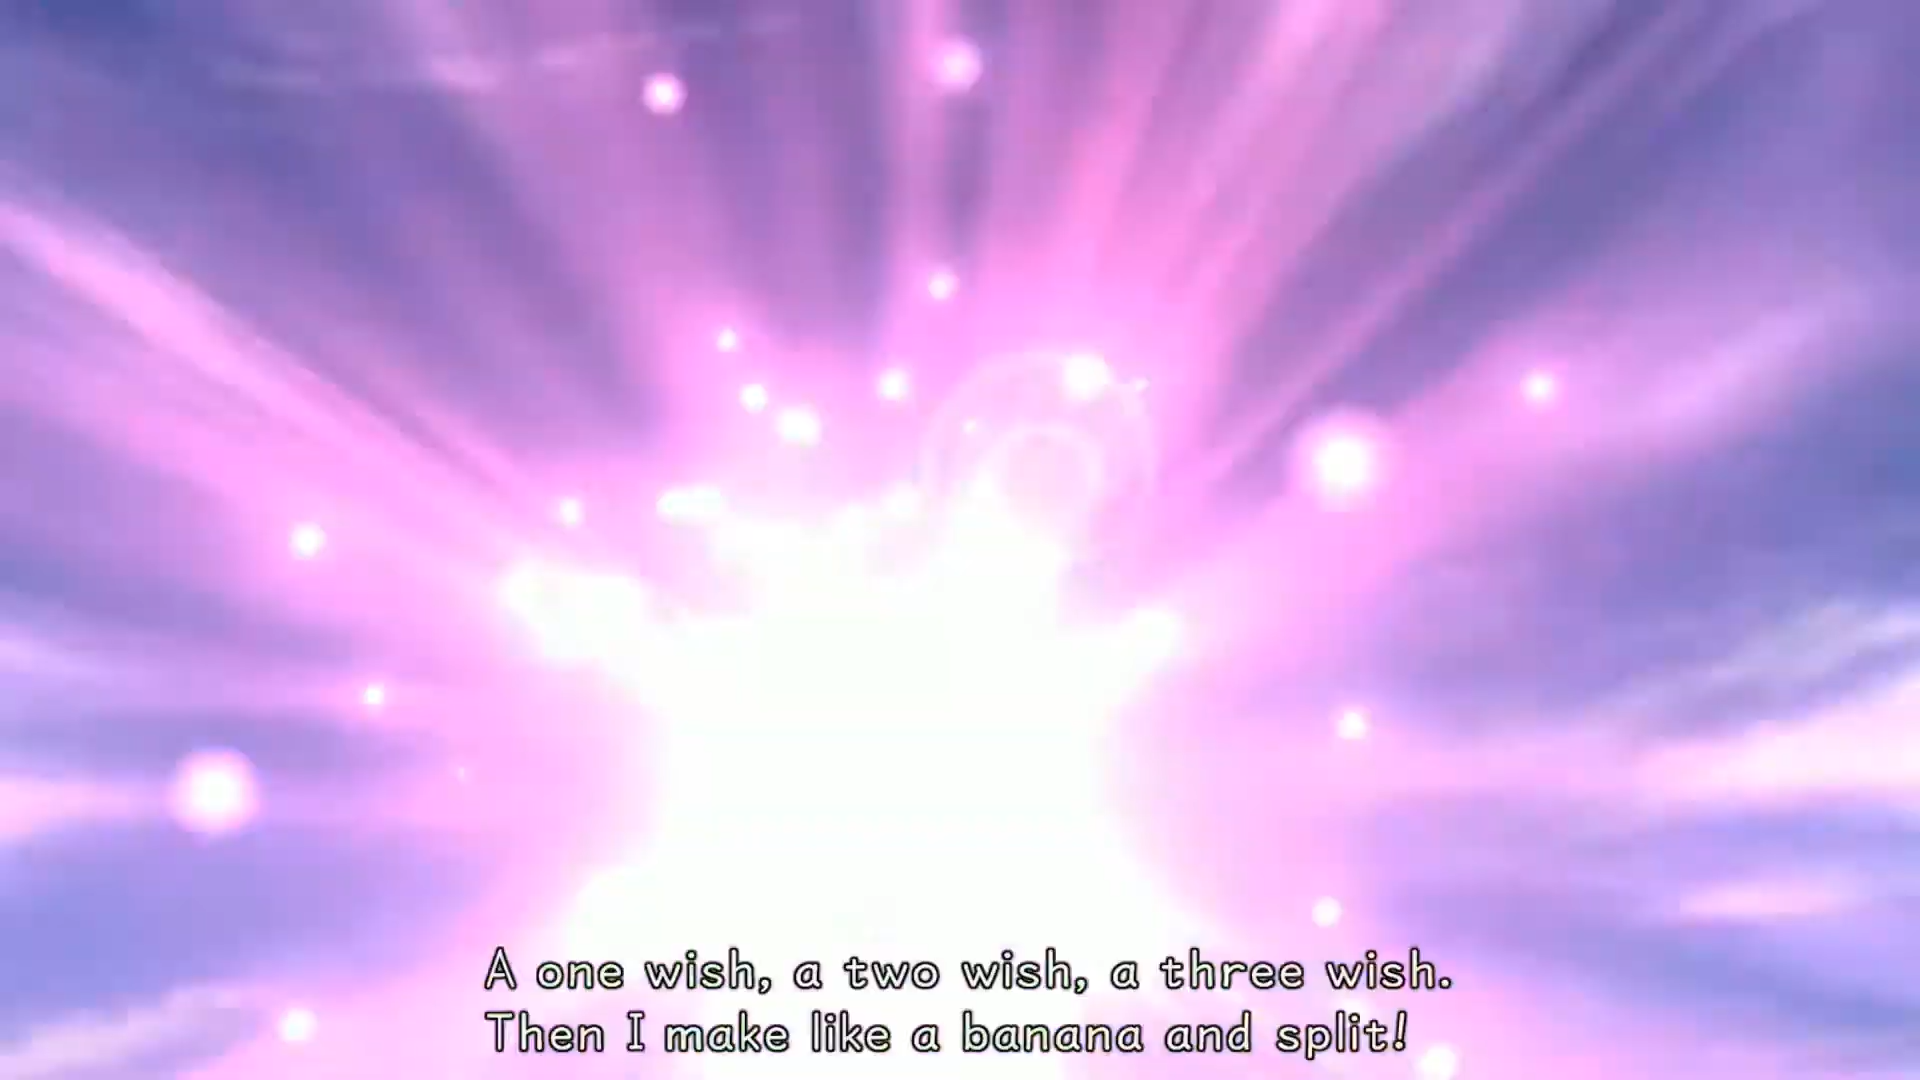 A one wish, a two wish, a three wish.
Then I make like a banana and split!